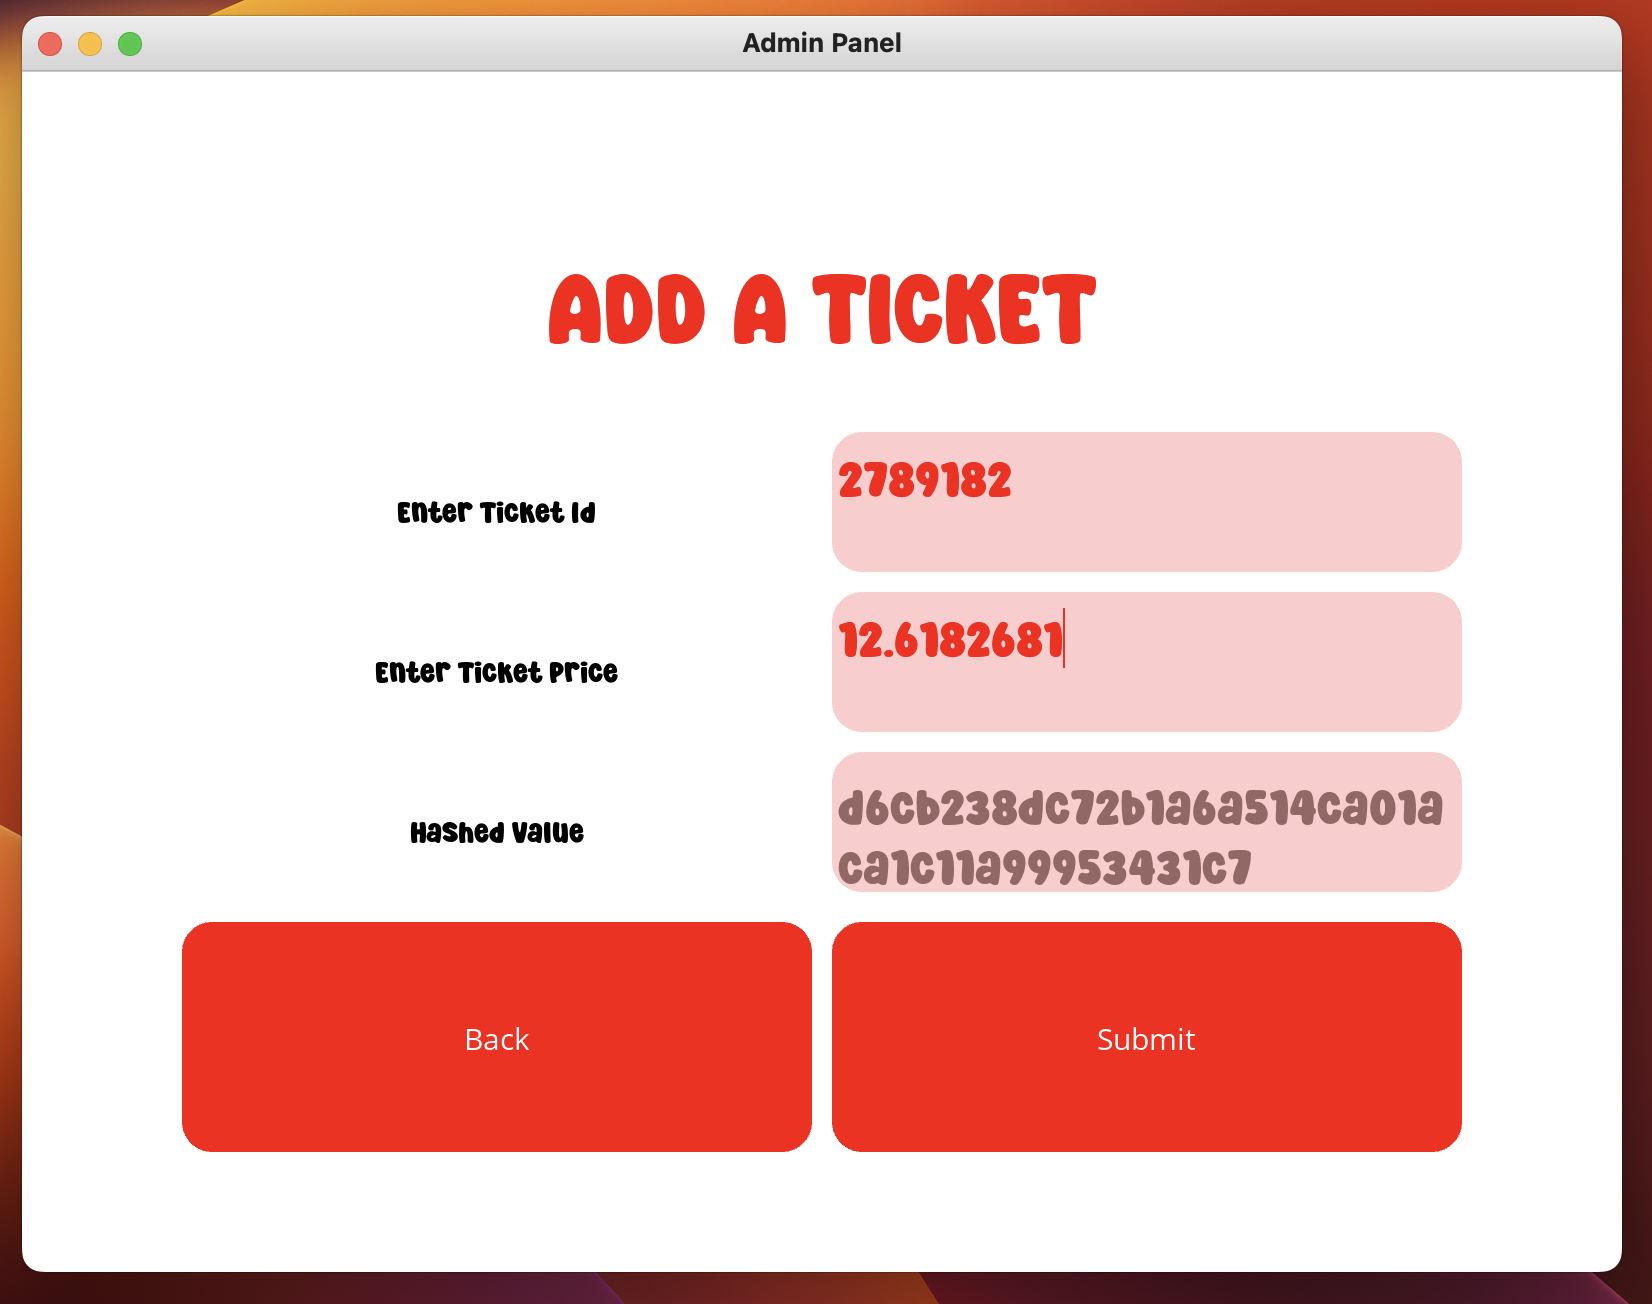 Admin Panel
ADD A TICKET
Enter Ticket Id
2789182
Enter Ticket Price
12.6182681
Hashed Value
d6cb238dc72b1a6a514ca01a
ca1c11a99953431c7
Back
Submit